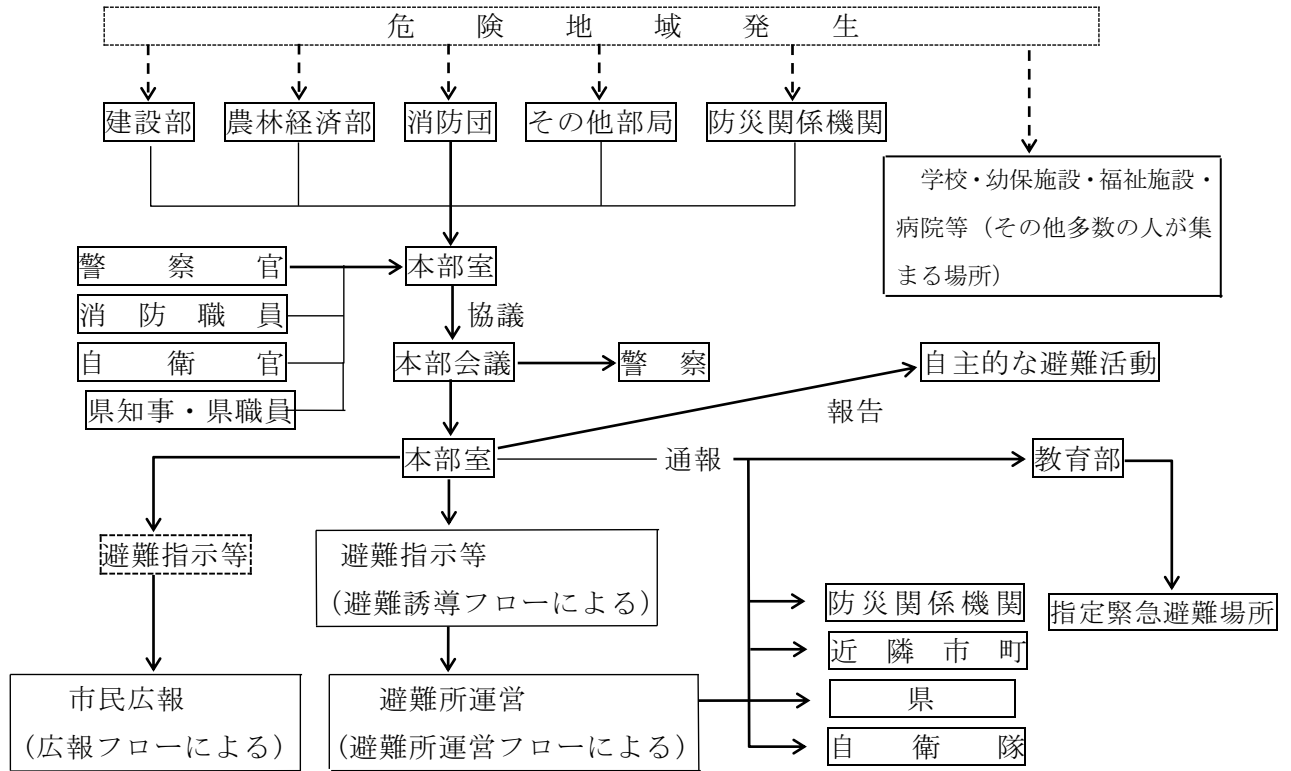 危険地域発生
建設部
農林経済部
消防団
その他部局
防災関係機関
学校・幼保施設・福祉施設・
病院等（その他多数の人が集
まる場所）
警察官
本部室
消防職員
協議
自衛官
本部会議
警察
自主的な避難活動
県知事・県職員
報告
本部室
通報
教育部
避難指示等
避難指示等
（避難誘導フローによる）
防災関係機関
指定緊急避難場所
近隣市町
市民広報
（広報フローによる）
避難所運営
（避難所運営フローによる）
県
自衛隊